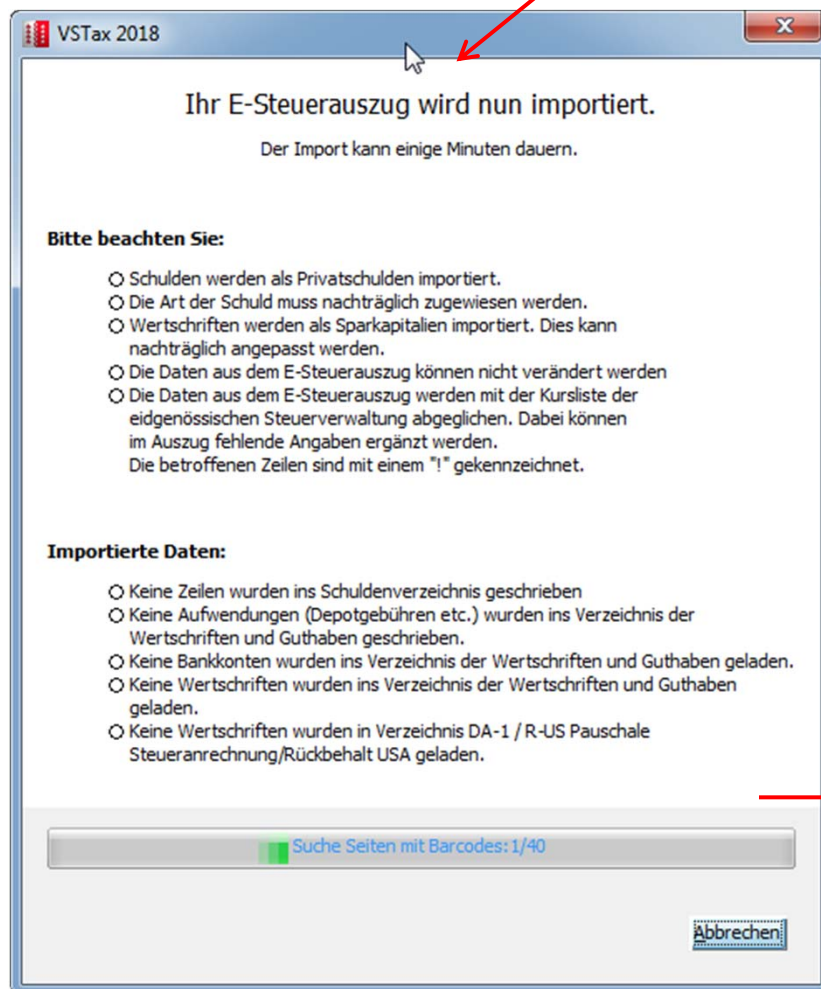 VSTax 2018
Ihr E-Steuerauszug wird nun importiert.
Der Import kann einige Minuten dauern.
Bitte beachten Sie:
Schulden werden als Privatschulden importiert.
Die Art der Schuld muss nachträglich zugewiesen werden.
Wertschriften werden als Sparkapitalien importiert. Dies kann
nachträglich angepasst werden.
Die Daten aus dem E-Steuerauszug können nicht verändert werden
Die Daten aus dem E-Steuerauszug werden mit der Kursliste der
eidgenössischen Steuerverwaltung abgeglichen. Dabei können
im Auszug fehlende Angaben ergänzt werden.
Die betroffenen Zeilen sind mit einem "!" gekennzeichnet.
Importierte Daten:
Keine Zeilen wurden ins Schuldenverzeichnis geschrieben
Keine Aufwendungen (Depotgebühren etc.) wurden ins Verzeichnis der
Wertschriften und Guthaben geschrieben.
Keine Bankkonten wurden ins Verzeichnis der Wertschriften und Guthaben geladen.
Keine Wertschriften wurden ins Verzeichnis der Wertschriften und Guthaben
geladen.
Keine Wertschriften wurden in Verzeichnis DA-1 / R-US Pauschale
Steueranrechnung/Rückbehalt USA geladen.
Suche Seiten mit Barcodes:1/40
Abbrechen